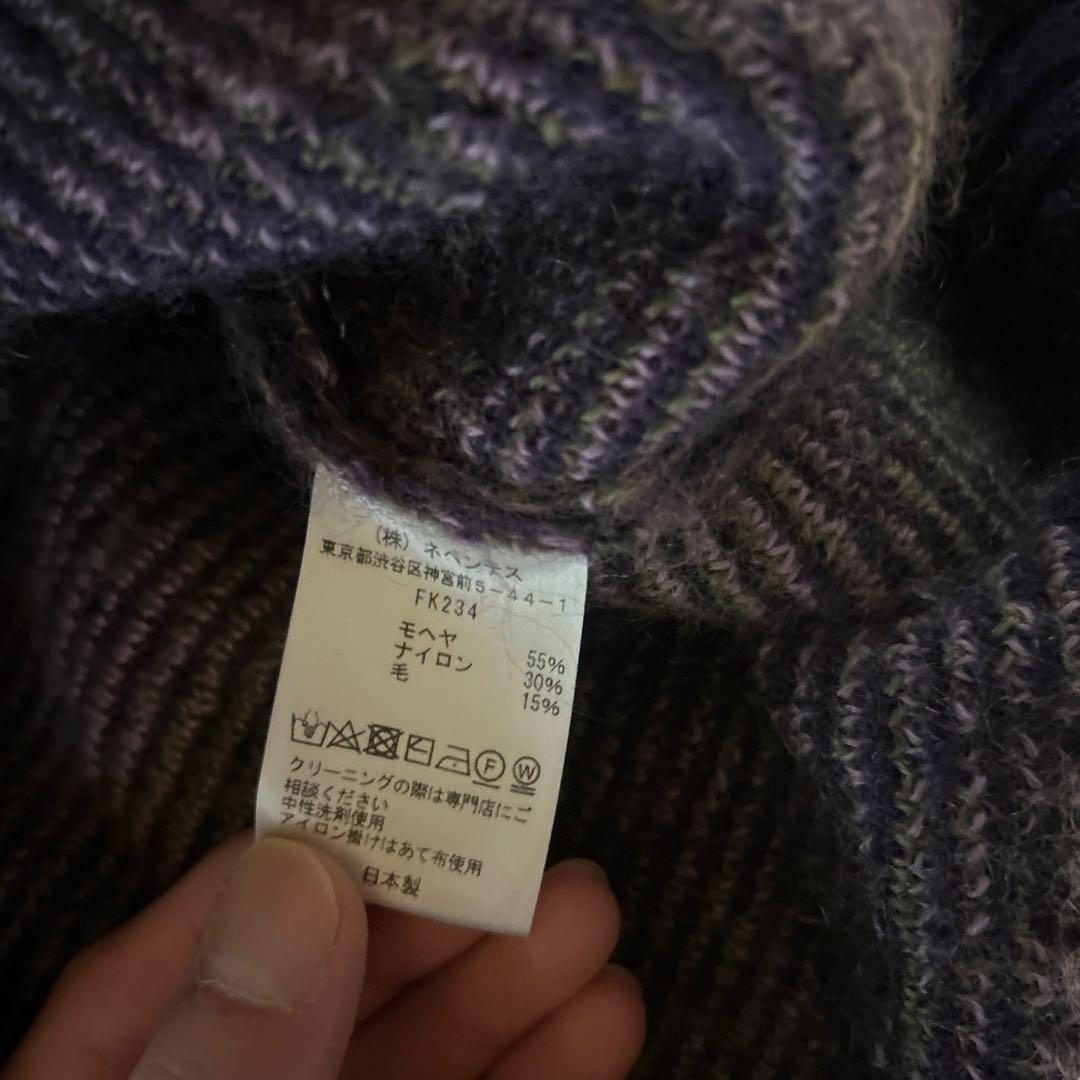 (株) ネペンテス
東京都渋谷区神宮前5-44-1
FK234
モヘヤ 55%
ナイロン 30%
毛 15%
F W
クリーニングの際は専門店にご
相談ください
中性洗剤使用
アイロン掛けはあて布使用
日本製